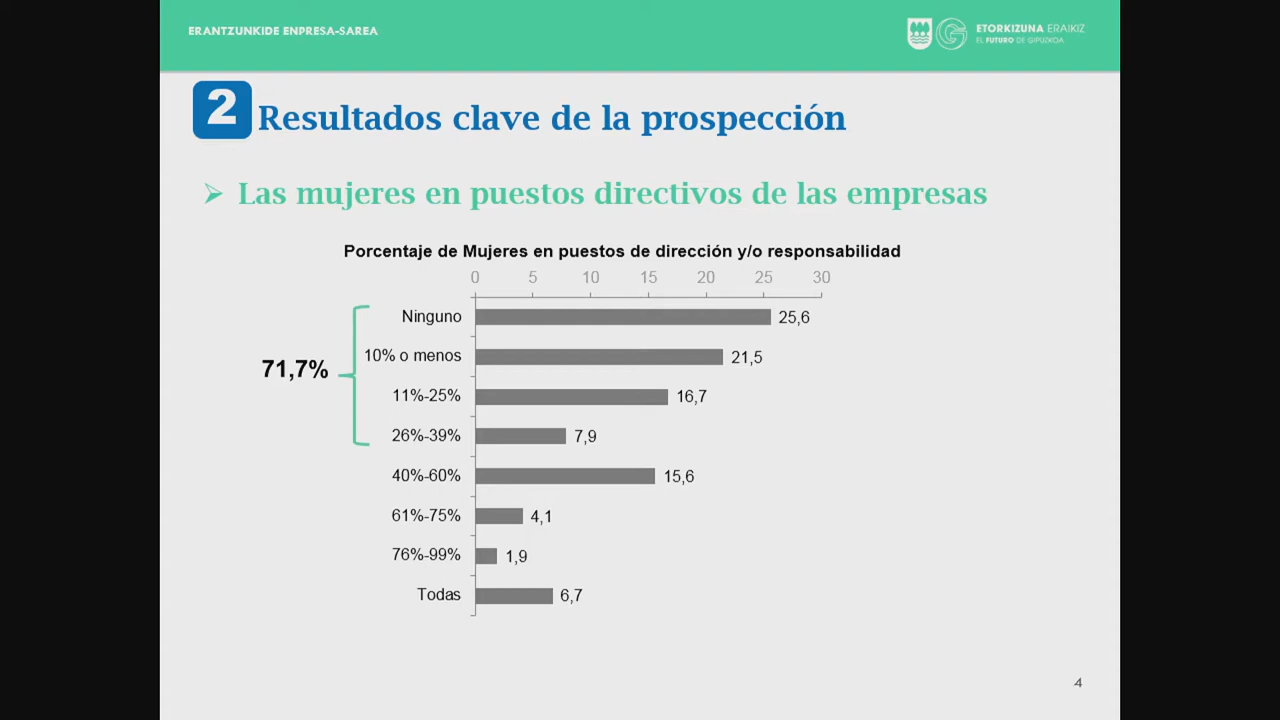 ERANTZUNKIDE ENPRESA-SAREA
ETORKIZUNA ERAIKIZ
EL FUTURO DE GIPUZKOA
2 Resultados clave de la prospección
Las mujeres en puestos directivos de las empresas
Porcentaje de Mujeres en puestos de dirección y/o responsabilidad
0 5 10 15 20 25 30
Ninguno 25,6
71,7%
10% o menos 21,5
11%-25% 16,7
26%-39% 7,9
40%-60% 15,6
61%-75% 4,1
76%-99% 1,9
Todas 6,7
4